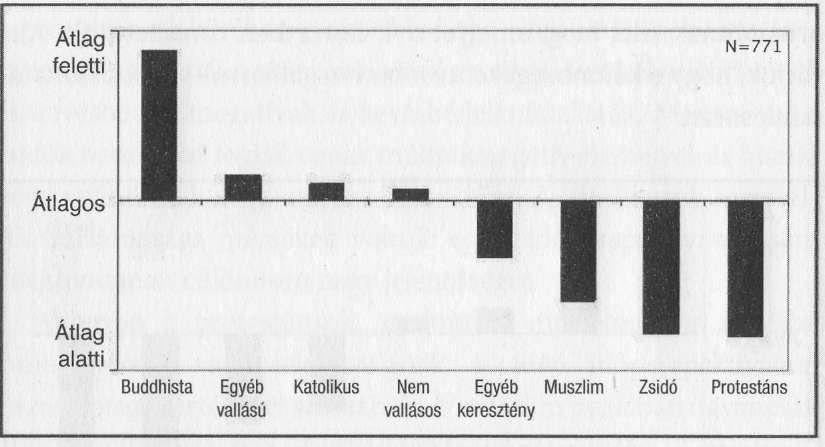 Átlag
feletti
N=771
Átlagos
Átlag
alatti
Buddhista
Egyéb
vallású
Katolikus
Nem
vallásos
Egyéb
keresztény
Muszlim
Zsidó
Protestáns